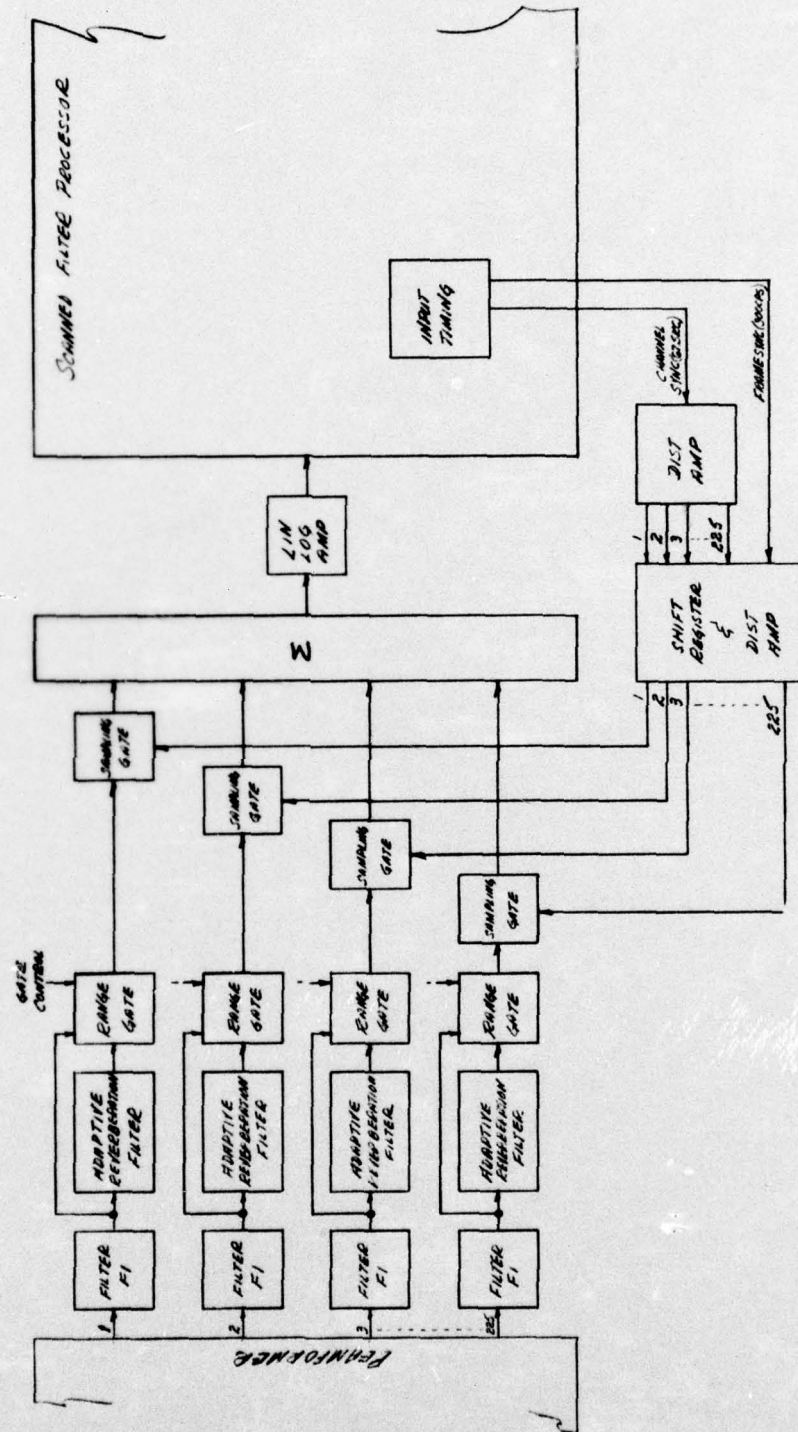 SCANNED FILTER PROCESSOR
INPUT
TIMING
CHANNEL
DIST
AMP
1
2
3
225
SHIFT
REGISTER
&
DIST
AMP
1
2
3
225
LIN
LOG
AMP
Σ
SAMPLING
GATE
SAMPLING
GATE
SAMPLING
GATE
SAMPLING
GATE
GATE
CONTROL
RANGE
GATE
RANGE
GATE
RANGE
GATE
RANGE
GATE
ADAPTIVE
REVERBERATION
FILTER
ADAPTIVE
REVERBERATION
FILTER
ADAPTIVE
REVERBERATION
FILTER
ADAPTIVE
REVERBERATION
FILTER
FILTER
F1
FILTER
F1
FILTER
F1
FILTER
F1
1
2
3
225
BEAMFORMER